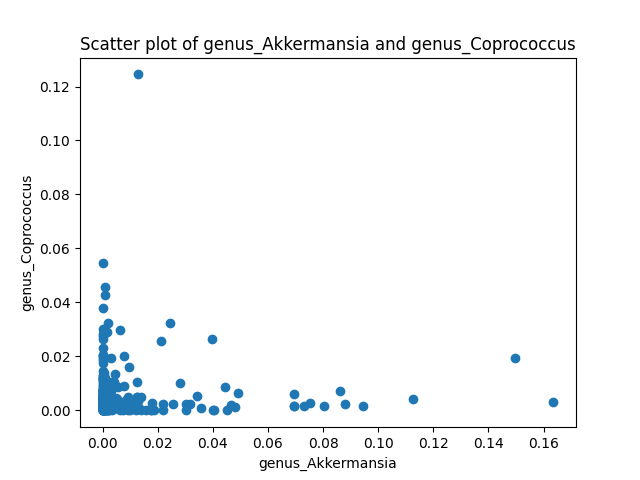 Scatter plot of genus_Akkermansia and genus_Coprococcus
genus_Coprococcus
0.12
0.10
0.08
0.06
0.04
0.02
0.00
0.00 0.02 0.04 0.06 0.08 0.10 0.12 0.14 0.16
genus_Akkermansia